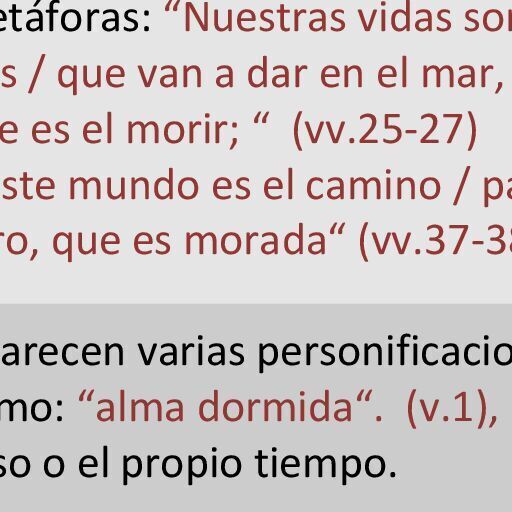 etáforas: “Nuestras vidas son
s / que van a dar en el mar,
e es el morir; “  (vv.25-27)
ste mundo es el camino / pa
ro, que es morada“ (vv.37-38
arecen varias personificacio
mo: “alma dormida“.  (v.1),
so o el propio tiempo.